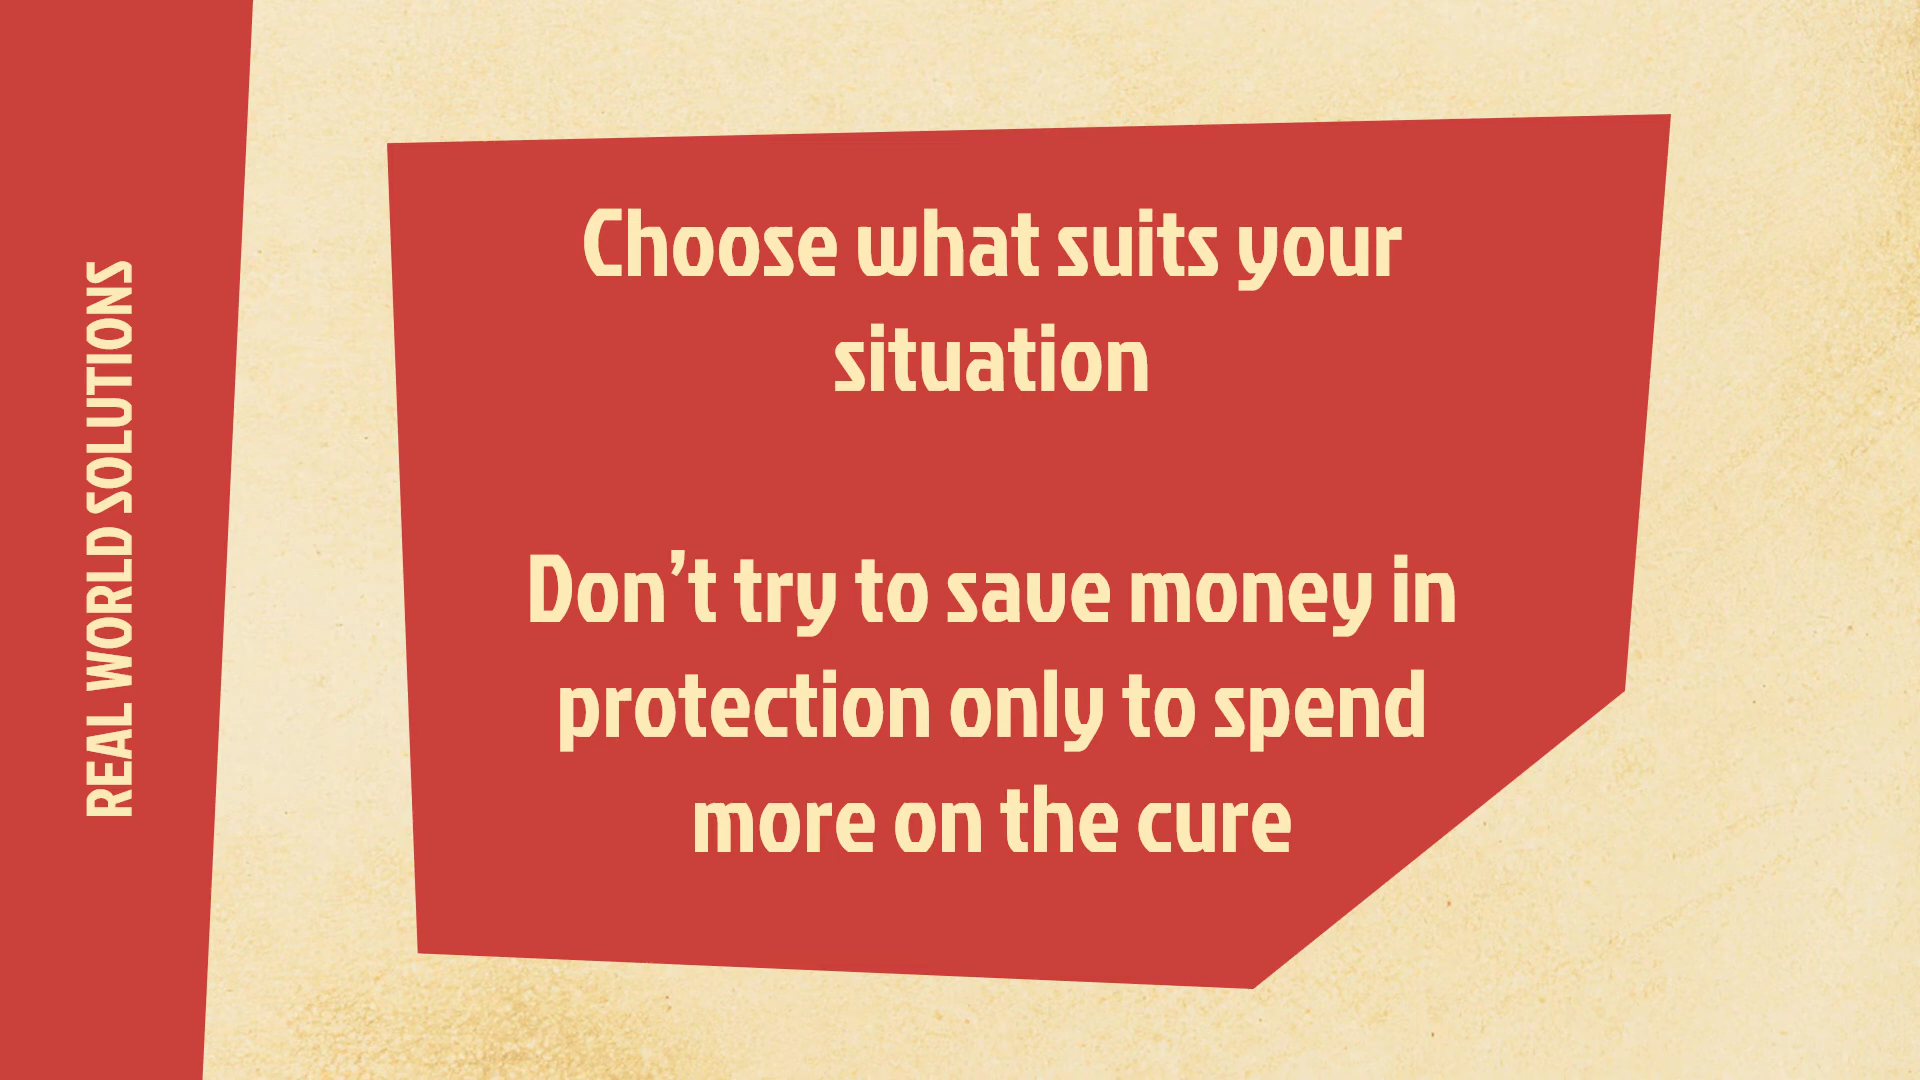 REAL WORLD SOLUTIONS
Choose what suits your
situation
Don’t try to save money in
protection only to spend
more on the cure